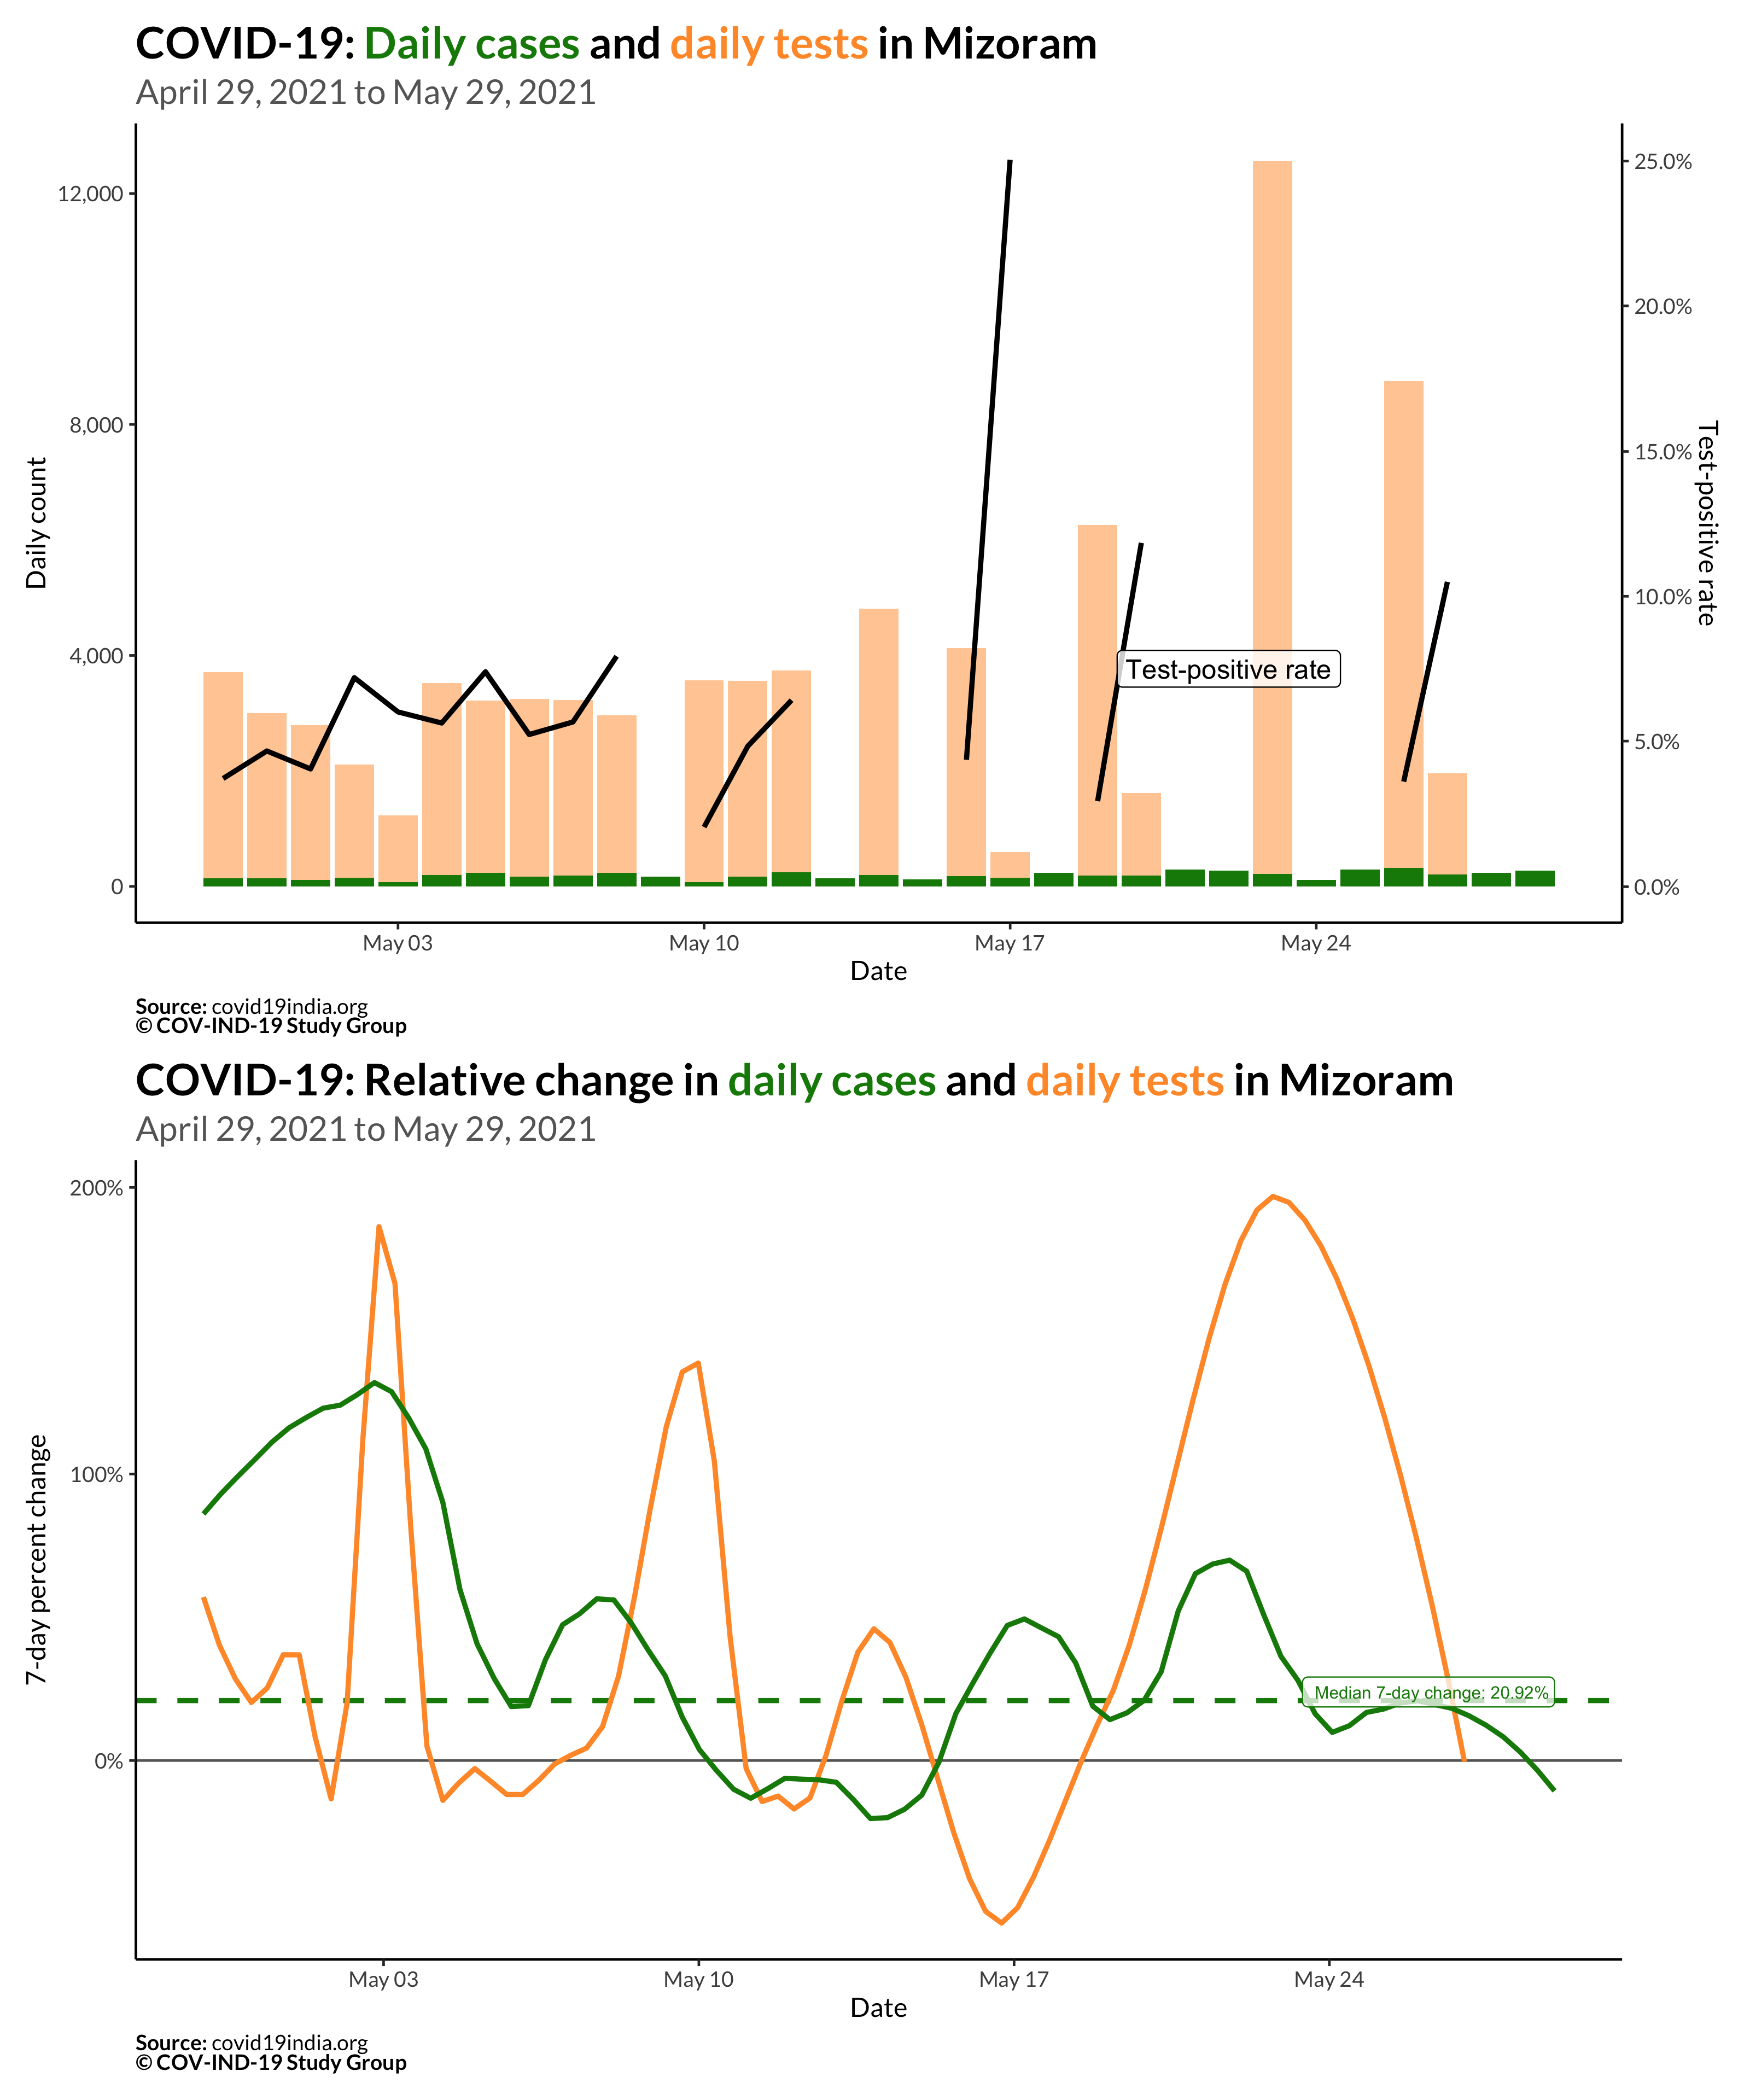 COVID-19: Daily cases and daily tests in Mizoram
April 29, 2021 to May 29, 2021
12,000
8,000
4,000
0
Daily count
25.0%
20.0%
15.0%
10.0%
5.0%
0.0%
Test-positive rate
Test-positive rate
May 03
May 10
May 17
May 24
Date
Source: covid19india.org
© COV-IND-19 Study Group
COVID-19: Relative change in daily cases and daily tests in Mizoram
April 29, 2021 to May 29, 2021
200%
100%
0%
7-day percent change
Median 7-day change: 20.92%
May 03
May 10
May 17
May 24
Date
Source: covid19india.org
© COV-IND-19 Study Group